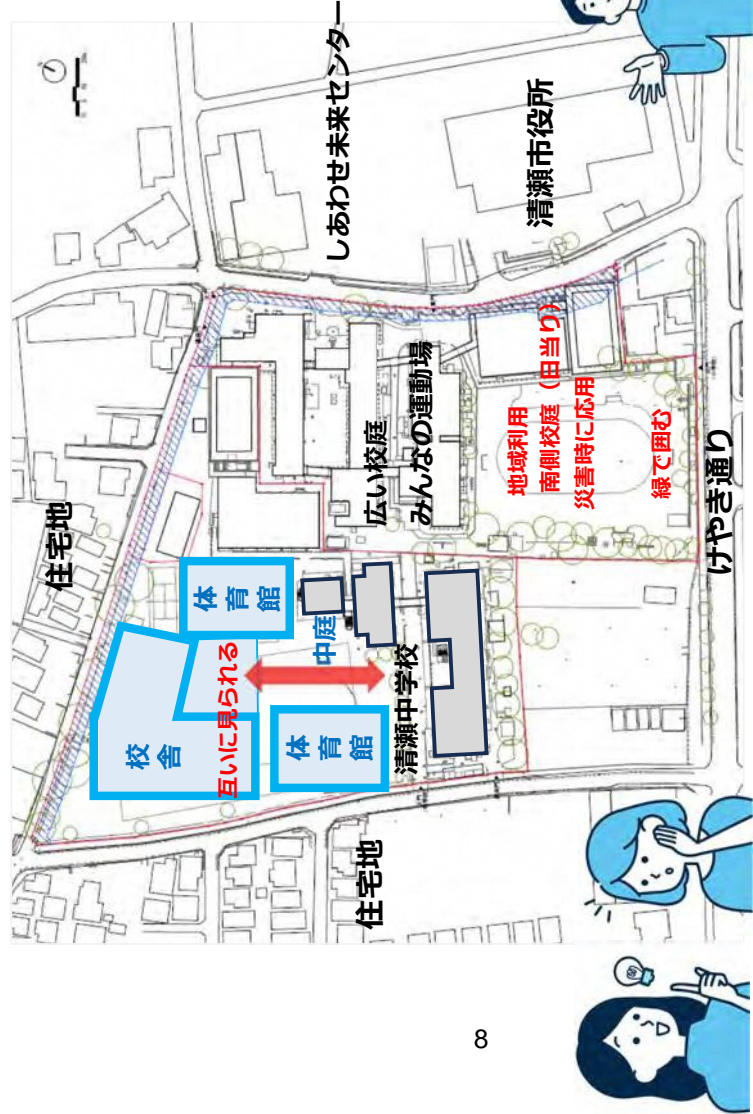 しあわせ未来センター
清瀬市役所
住宅地
広い校庭
みんなの運動場
地域利用
南側校庭（日当り）
災害時に応用
緑で囲む
けやき通り
体育館
校舎
互いに見られる
中庭
体育館
清瀬中学校
住宅地
8